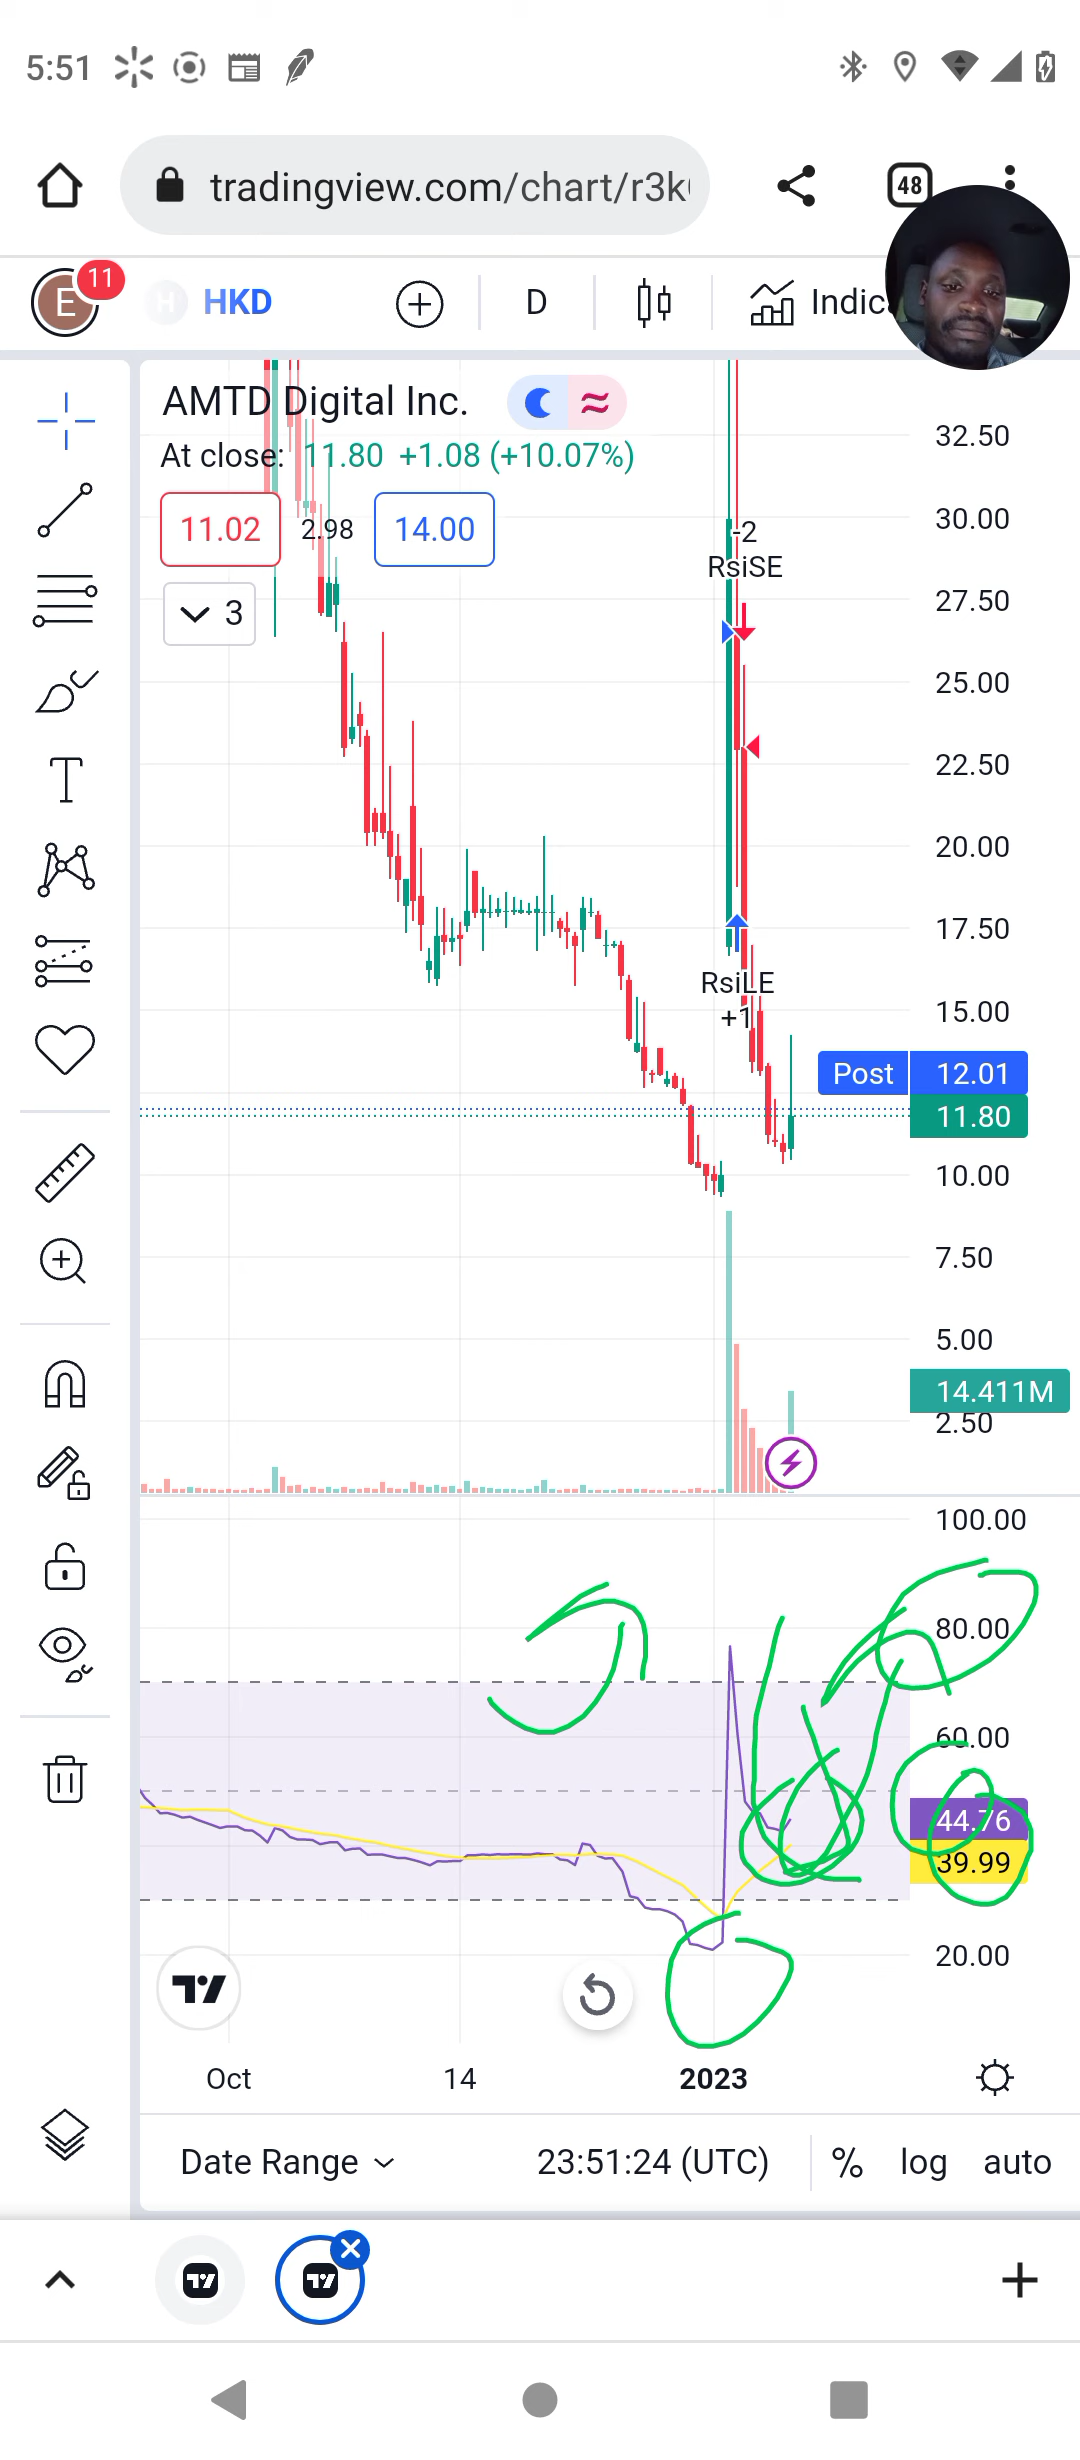 5:51
tradingview.com/chart/r3k
48
E
11
H
HKD
D
Indic
AMTD Digital Inc.
At close: 11.80 +1.08 (+10.07%)
11.02
2.98
14.00
3
-2
RsiSE
RsiLE
+1
32.50
30.00
27.50
25.00
22.50
20.00
17.50
15.00
Post 12.01
11.80
10.00
7.50
5.00
14.411M
2.50
100.00
80.00
60.00
44.76
39.99
20.00
Oct
14
2023
Date Range
23:51:24 (UTC)
%
log
auto